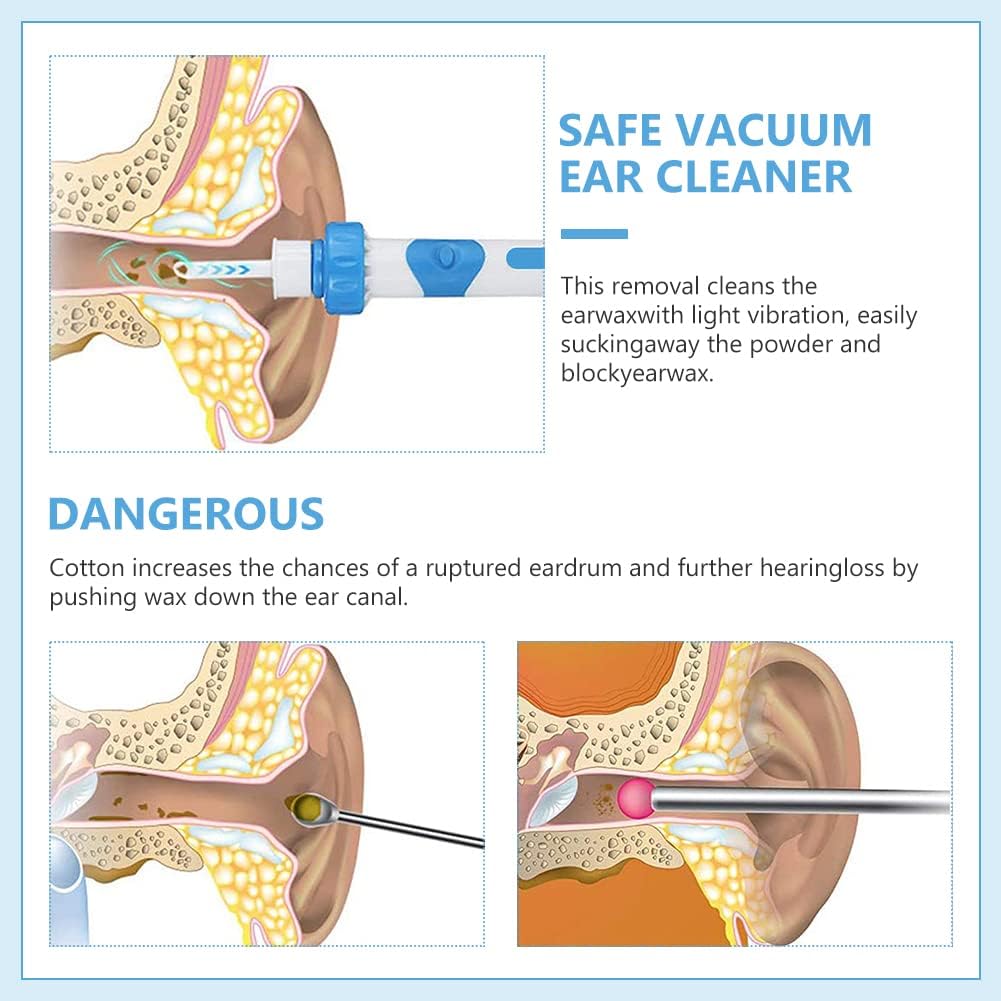 SAFE VACUUM
EAR CLEANER
This removal cleans the
earwaxwith light vibration, easily
suckingaway the powder and
blockyearwax.
DANGEROUS
Cotton increases the chances of a ruptured eardrum and further hearingloss by
pushing wax down the ear canal.